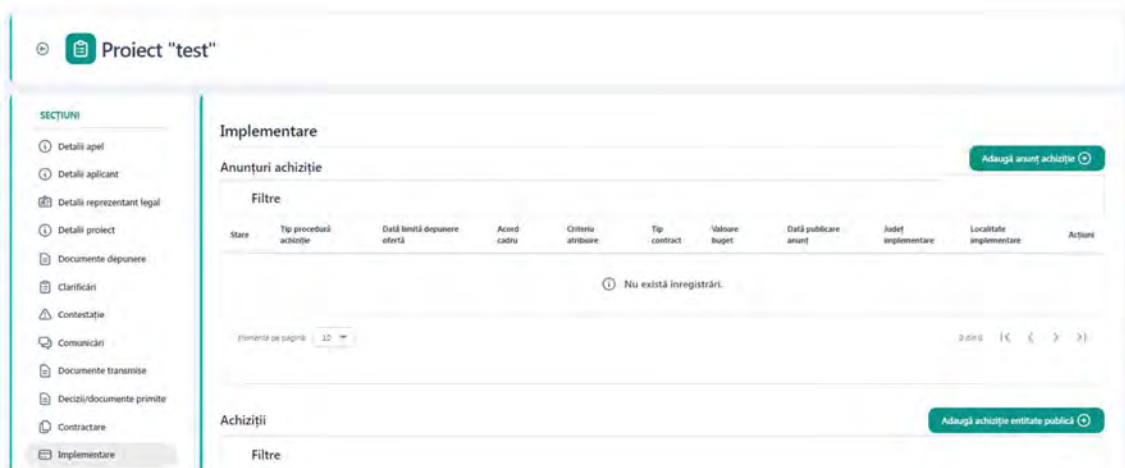 Proiect "test"
SECȚIUNI
Detalii apel
Detalii aplicant
Detalii reprezentant legal
Detalii proiect
Documente depunere
Clarificări
Contestație
Comunicări
Documente transmise
Decizii/documente primite
Contractare
Implementare
Implementare
Adaugă anunț achiziție
Anunțuri achiziție
Filtre
Stare
Tip procedură
achiziție
Dată limită depunere
ofertă
Acord
cadru
Criteriu
atribuire
Tip
contract
Valoare
buget
Dată publicare
anunț
Județ
implementare
Localitate
implementare
Acțiuni
Nu există înregistrări.
Elemente pe pagină 10
0 din 0
Achiziții
Adaugă achiziție entitate publică
Filtre